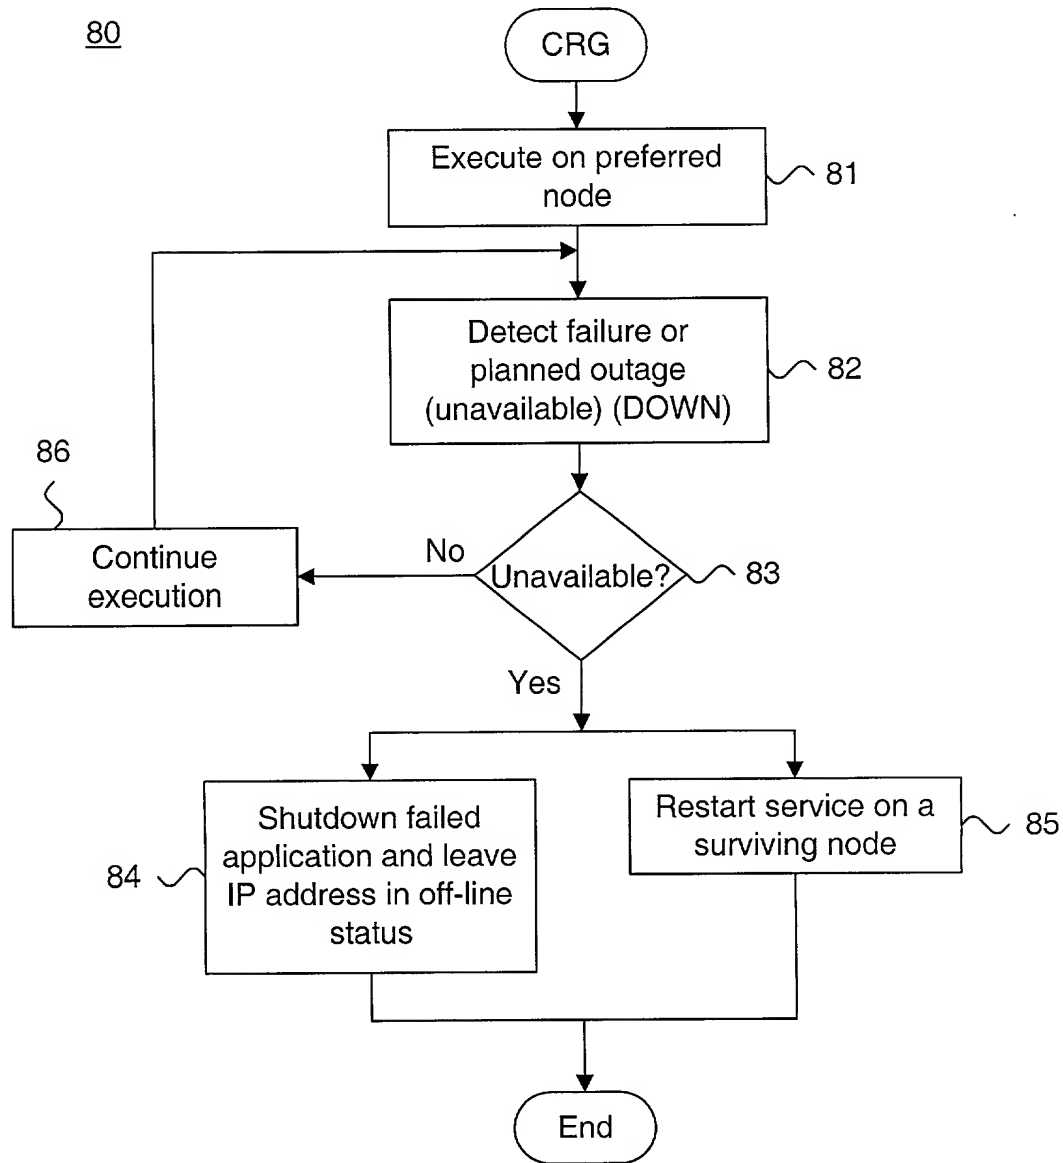 80
CRG
Execute on preferred
node
81
Detect failure or
planned outage
(unavailable) (DOWN)
82
86
Continue
execution
No
Unavailable?
83
Yes
Shutdown failed
application and leave
IP address in off-line
status
84
Restart service on a
surviving node
85
End